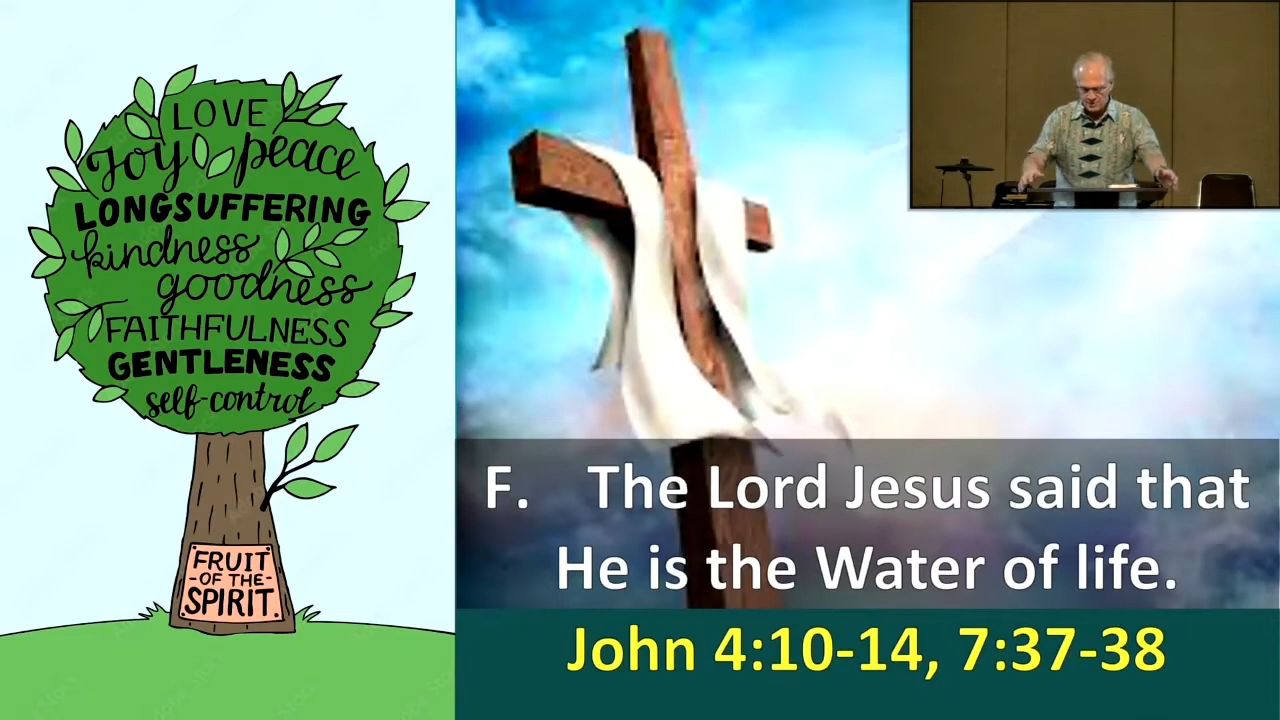 LOVE
Joy peace
LONGSUFFERING
kindness
goodness
FAITHFULNESS
GENTLENESS
self-control
FRUIT
-OF THE-
SPIRIT
F. The Lord Jesus said that
He is the Water of life.
John 4:10-14, 7:37-38